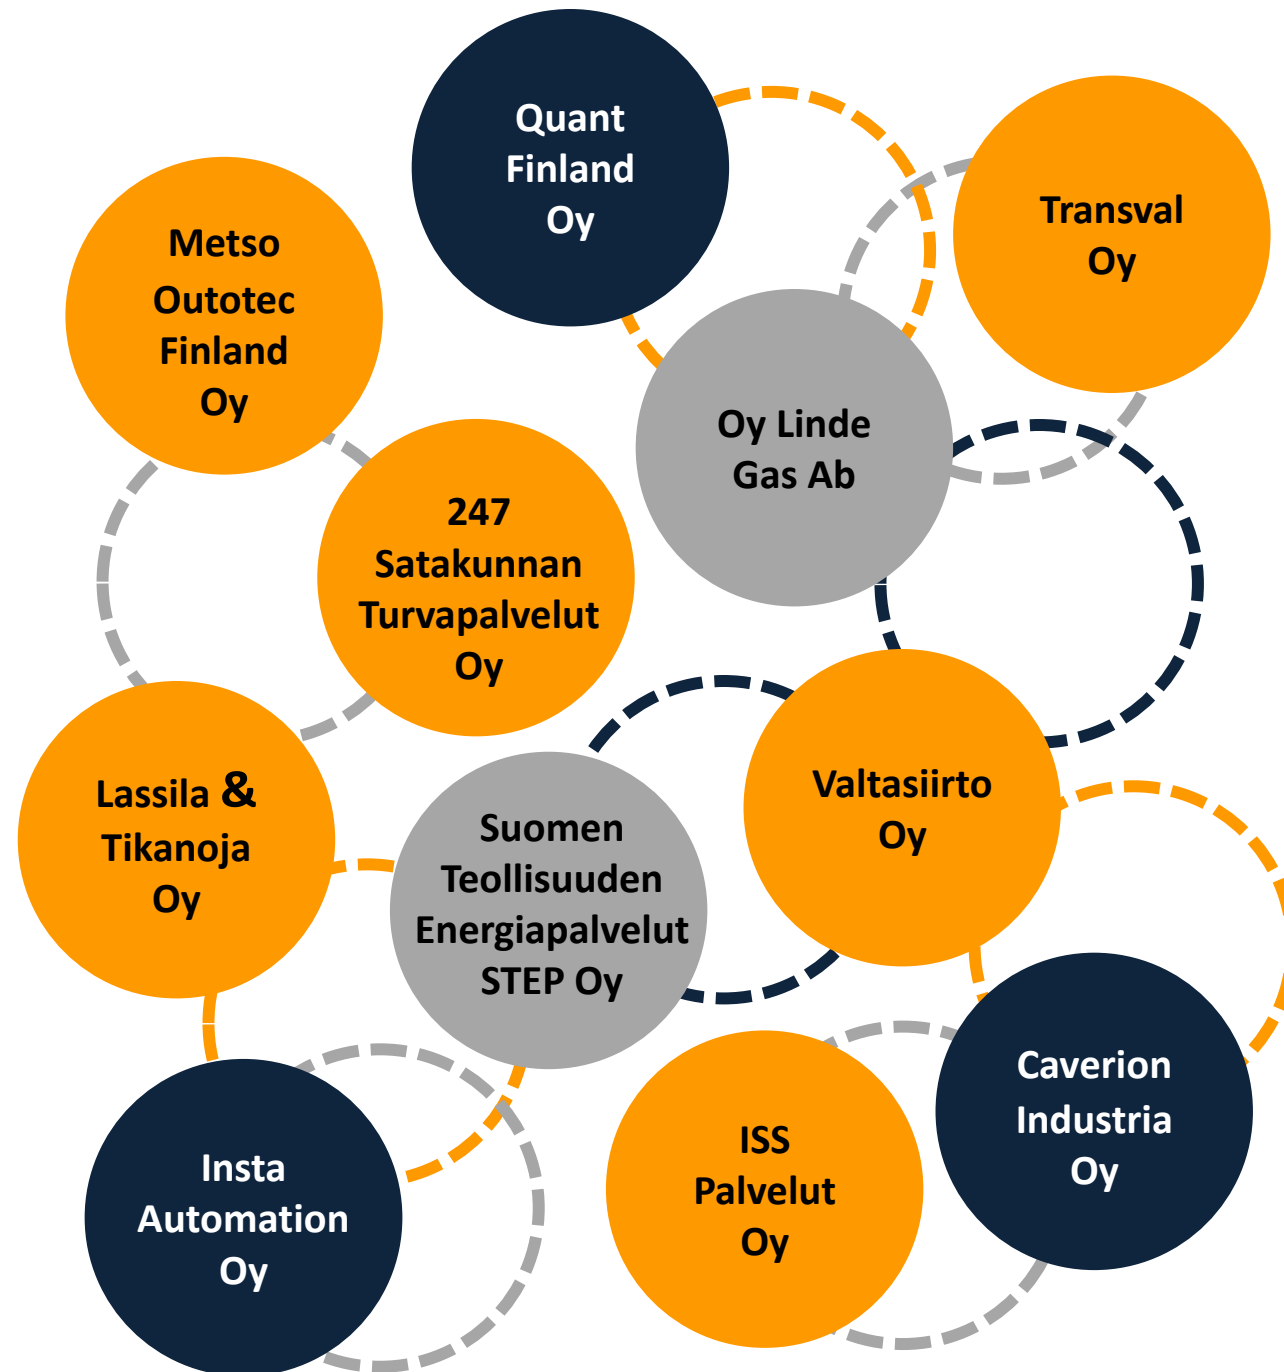 Quant
Finland
Oy
Transval
Oy
Metso
Outotec
Finland
Oy
Oy Linde
Gas Ab
247
Satakunnan
Turvapalvelut
Oy
Lassila &
Tikanoja
Oy
Suomen
Teollisuuden
Energiapalvelut
STEP Oy
Valtasiirto
Oy
Insta
Automation
Oy
ISS
Palvelut
Oy
Caverion
Industria
Oy